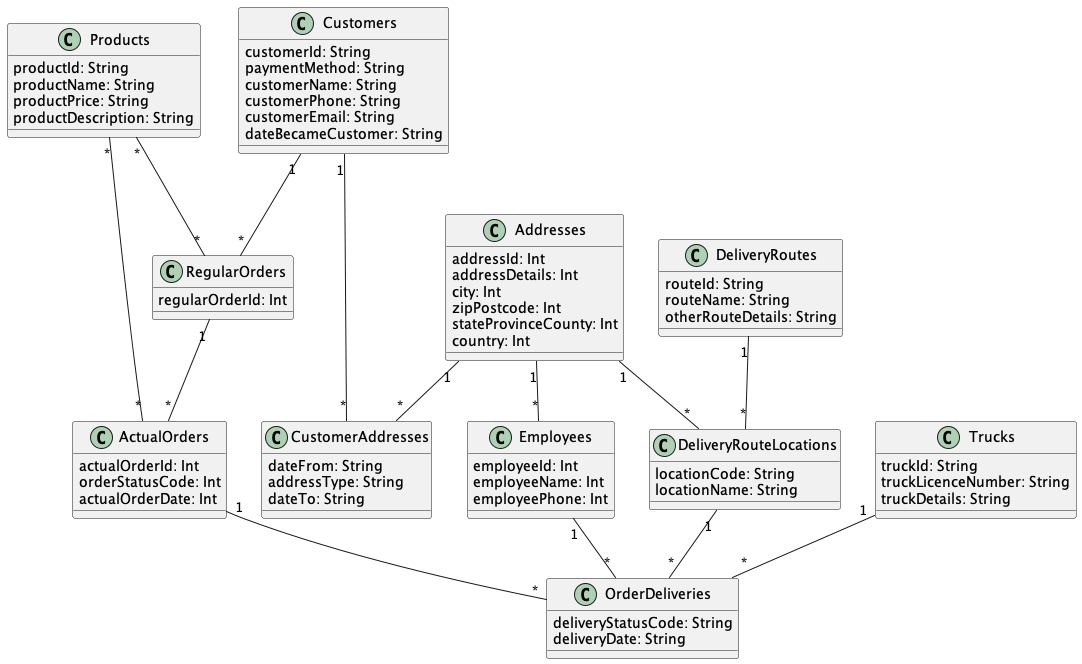 C Products
productId: String
productName: String
productPrice: String
productDescription: String
C Customers
customerId: String
paymentMethod: String
customerName: String
customerPhone: String
customerEmail: String
dateBecameCustomer: String
*
*
1
1
*
*
C RegularOrders
regularOrderId: Int
1
C Addresses
addressId: Int
addressDetails: Int
city: Int
zipPostcode: Int
stateProvinceCounty: Int
country: Int
C DeliveryRoutes
routeId: String
routeName: String
otherRouteDetails: String
1
1
1
1
*
*
*
*
*
*
*
C ActualOrders
actualOrderId: Int
orderStatusCode: Int
actualOrderDate: Int
C CustomerAddresses
dateFrom: String
addressType: String
dateTo: String
C Employees
employeeId: Int
employeeName: Int
employeePhone: Int
C DeliveryRouteLocations
locationCode: String
locationName: String
C Trucks
truckId: String
truckLicenceNumber: String
truckDetails: String
1
1
1
1
*
*
*
*
C OrderDeliveries
deliveryStatusCode: String
deliveryDate: String